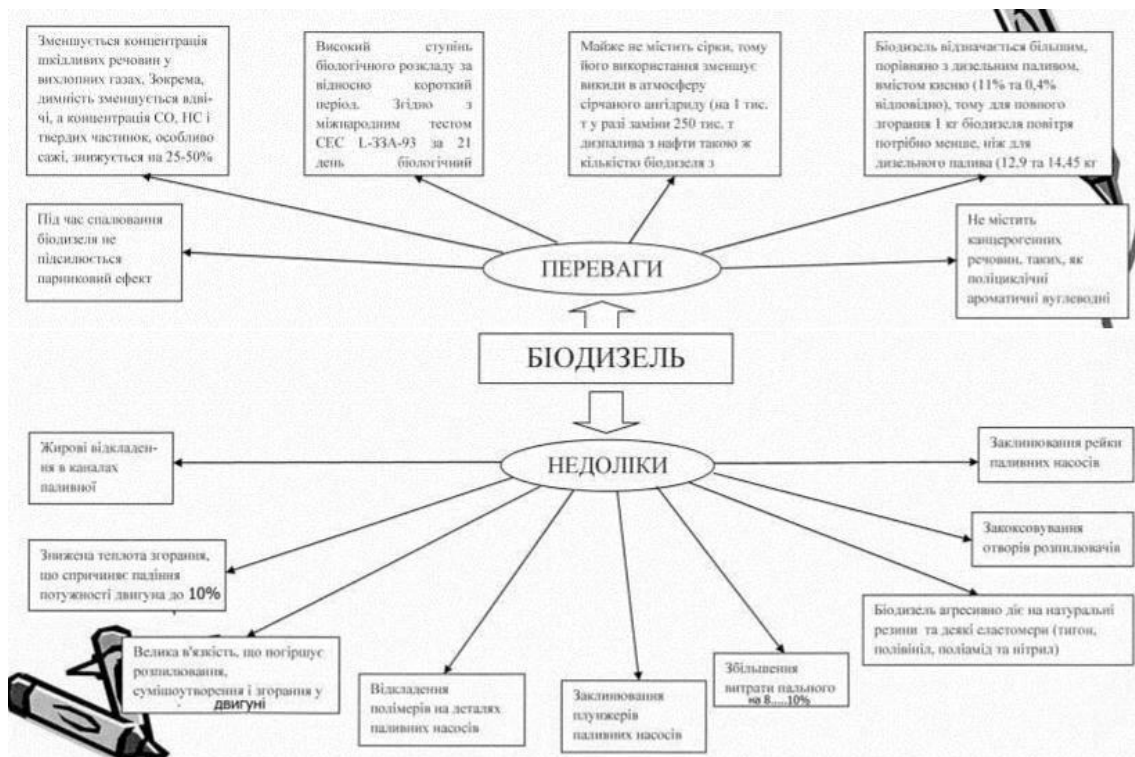 Зменшується концентрація
шкідливих речовин у
вихлопних газах. Зокрема,
димність зменшується вдві-
чі, а концентрація СО, НС і
твердих частинок, особливо
сажі, знижується на 25-50%
Високий ступінь
біологічного розкладу за
відносно короткий
період. Згідно з
міжнародним тестом
СЕС L-33А-93 за 21
день біологічний
Майже не містить сірки, тому
його використання зменшує
викиди в атмосферу
сірчаного ангідриду (на 1 тис.
т у разі заміни 250 тис. т
дизпалива з нафти такою ж
кількістю біодизеля з
Біодизель відзначається більшим,
порівняно з дизельним паливом,
вмістом кисню (11% та 0,4%
відповідно), тому для повного
згорання 1 кг біодизеля повітря
потрібно менше, ніж для
дизельного палива (12,9 та 14,45 кг
Під час спалювання
біодизеля не
підсилюється
парниковий ефект
ПЕРЕВАГИ
Не містить
канцерогенних
речовин, таких, як
поліциклічні
ароматичні вуглеводні
БІОДИЗЕЛЬ
НЕДОЛІКИ
Жирові відкладен-
ня в каналах
паливної
Заклинювання рейки
паливних насосів
Знижена теплота згорання,
що спричиняє падіння
потужності двигуна до 10%
Закоксовування
отворів розпилювачів
Велика в'язкість, що погіршує
розпилювання,
сумішоутворення і згорання у
двигуні
Відкладення
полімерів на деталях
паливних насосів
Заклинювання
плунжерів
паливних насосів
Збільшення
витрати пального
на 8.....10%
Біодизель агресивно діє на натуральні
резини та деякі еластомери (тигон,
полівініл, поліамід та нітрил)